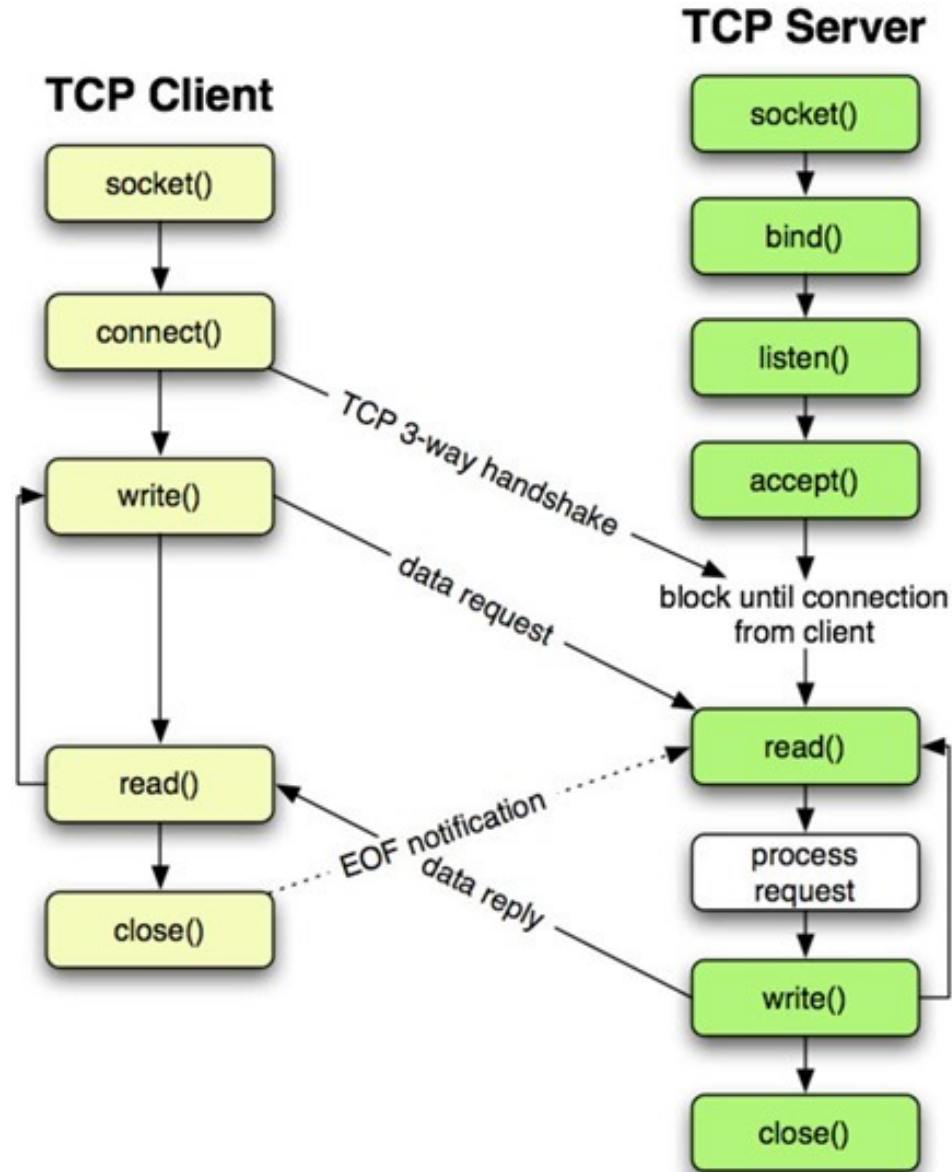 TCP Client
socket()
connect()
write()
read()
close()
TCP 3-way handshake
data request
EOF notification
data reply
TCP Server
socket()
bind()
listen()
accept()
block until connection
from client
read()
process
request
write()
close()